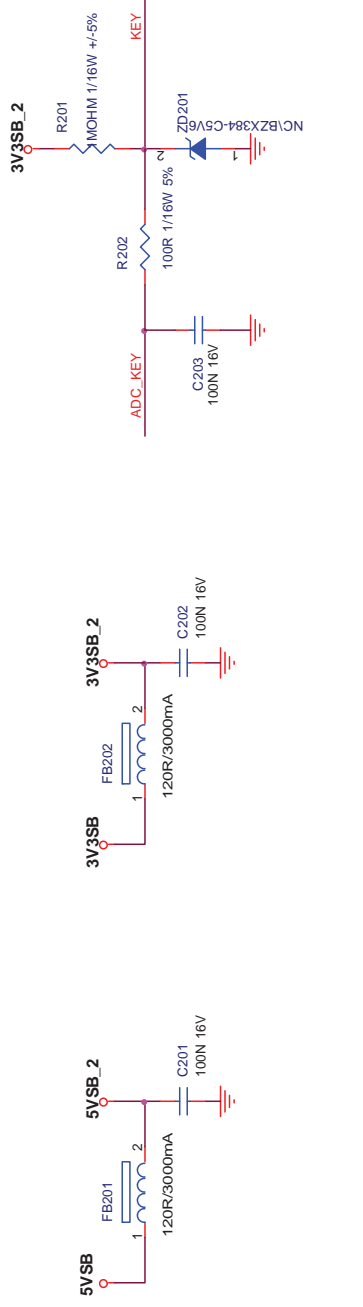 5VSB
FB201
1
2
120R/3000mA
5VSB_2
C201
100N 16V
3V3SB
FB202
1
2
120R/3000mA
3V3SB_2
C202
100N 16V
ADC_KEY
C203
100N 16V
R202
100R 1/16W 5%
3V3SB_2
R201
1MOHM 1/16W +/-5%
2
1
ZD201
NC\BZX384-C5V6
KEY